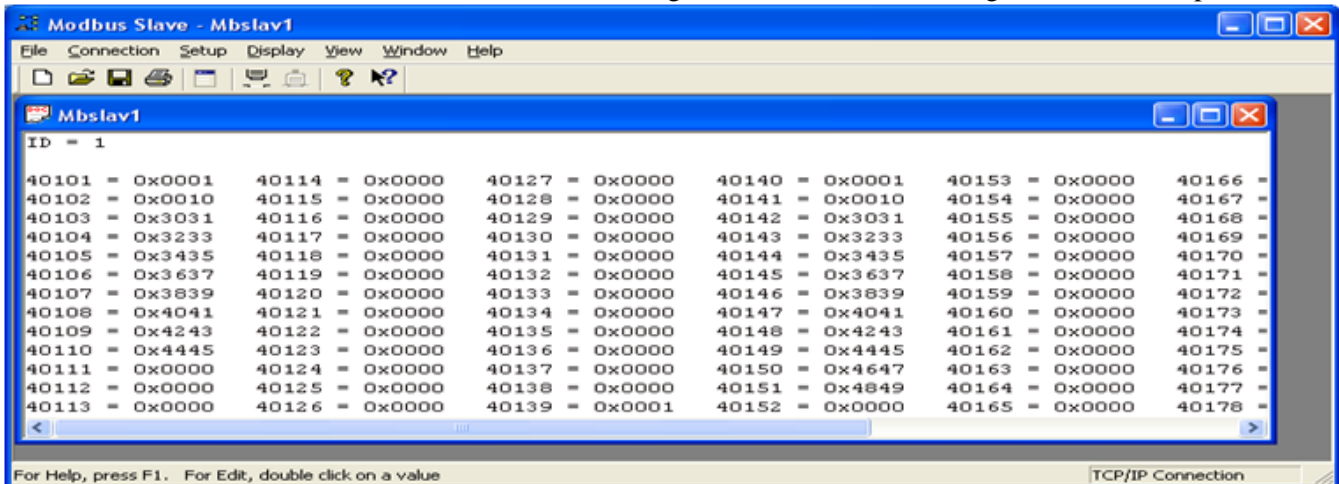 Modbus Slave - Mbslav1
File Connection Setup Display View Window Help
Mbslav1
ID = 1
40101 = 0x0001 40114 = 0x0000 40127 = 0x0000 40140 = 0x0001 40153 = 0x0000 40166 =
40102 = 0x0010 40115 = 0x0000 40128 = 0x0000 40141 = 0x0010 40154 = 0x0000 40167 =
40103 = 0x3031 40116 = 0x0000 40129 = 0x0000 40142 = 0x3031 40155 = 0x0000 40168 =
40104 = 0x3233 40117 = 0x0000 40130 = 0x0000 40143 = 0x3233 40156 = 0x0000 40169 =
40105 = 0x3435 40118 = 0x0000 40131 = 0x0000 40144 = 0x3435 40157 = 0x0000 40170 =
40106 = 0x3637 40119 = 0x0000 40132 = 0x0000 40145 = 0x3637 40158 = 0x0000 40171 =
40107 = 0x3839 40120 = 0x0000 40133 = 0x0000 40146 = 0x3839 40159 = 0x0000 40172 =
40108 = 0x4041 40121 = 0x0000 40134 = 0x0000 40147 = 0x4041 40160 = 0x0000 40173 =
40109 = 0x4243 40122 = 0x0000 40135 = 0x0000 40148 = 0x4243 40161 = 0x0000 40174 =
40110 = 0x4445 40123 = 0x0000 40136 = 0x0000 40149 = 0x4445 40162 = 0x0000 40175 =
40111 = 0x0000 40124 = 0x0000 40137 = 0x0000 40150 = 0x4647 40163 = 0x0000 40176 =
40112 = 0x0000 40125 = 0x0000 40138 = 0x0000 40151 = 0x4849 40164 = 0x0000 40177 =
40113 = 0x0000 40126 = 0x0000 40139 = 0x0001 40152 = 0x0000 40165 = 0x0000 40178 =
For Help, press F1. For Edit, double click on a value TCP/IP Connection